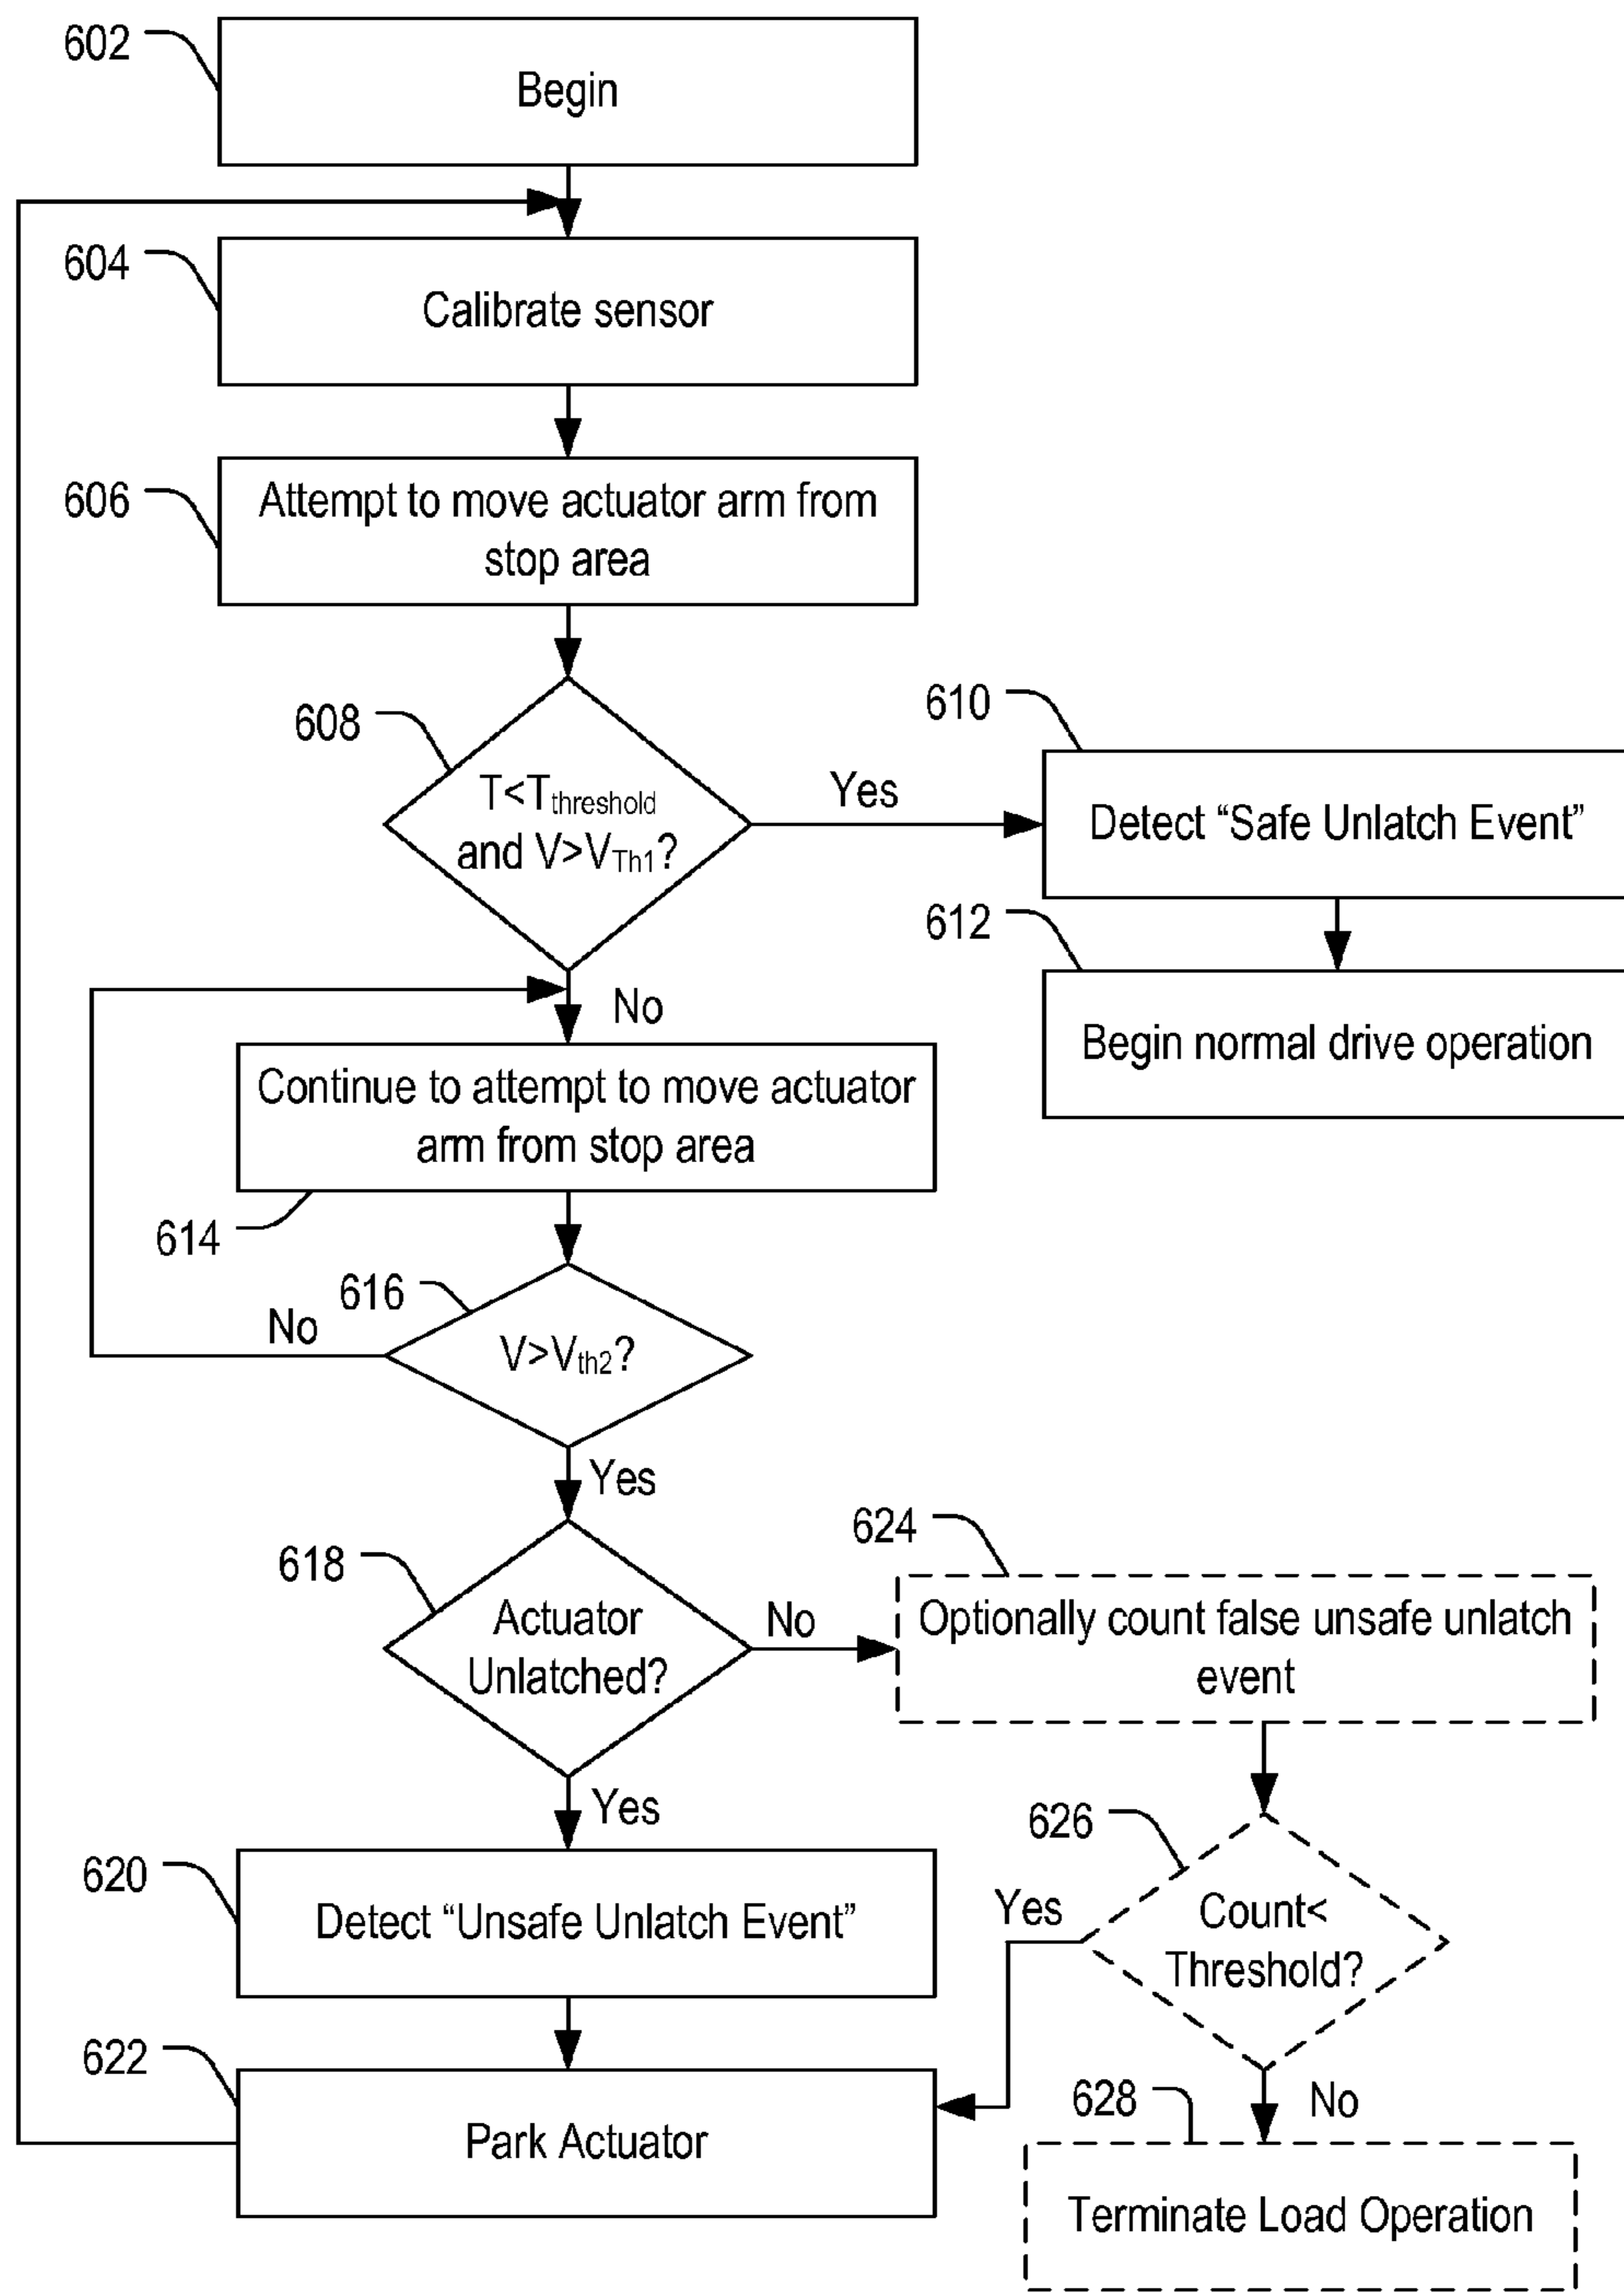 602
Begin
604
Calibrate sensor
606
Attempt to move actuator arm from
stop area
608
T<Tthreshold
and V>VTh1?
Yes
610
Detect “Safe Unlatch Event”
612
Begin normal drive operation
No
Continue to attempt to move actuator
arm from stop area
614
616
No
V>Vth2?
Yes
618
Actuator
Unlatched?
No
624
Optionally count false unsafe unlatch
event
Yes
620
Detect “Unsafe Unlatch Event”
626
Yes
Count<
Threshold?
622
Park Actuator
628
No
Terminate Load Operation